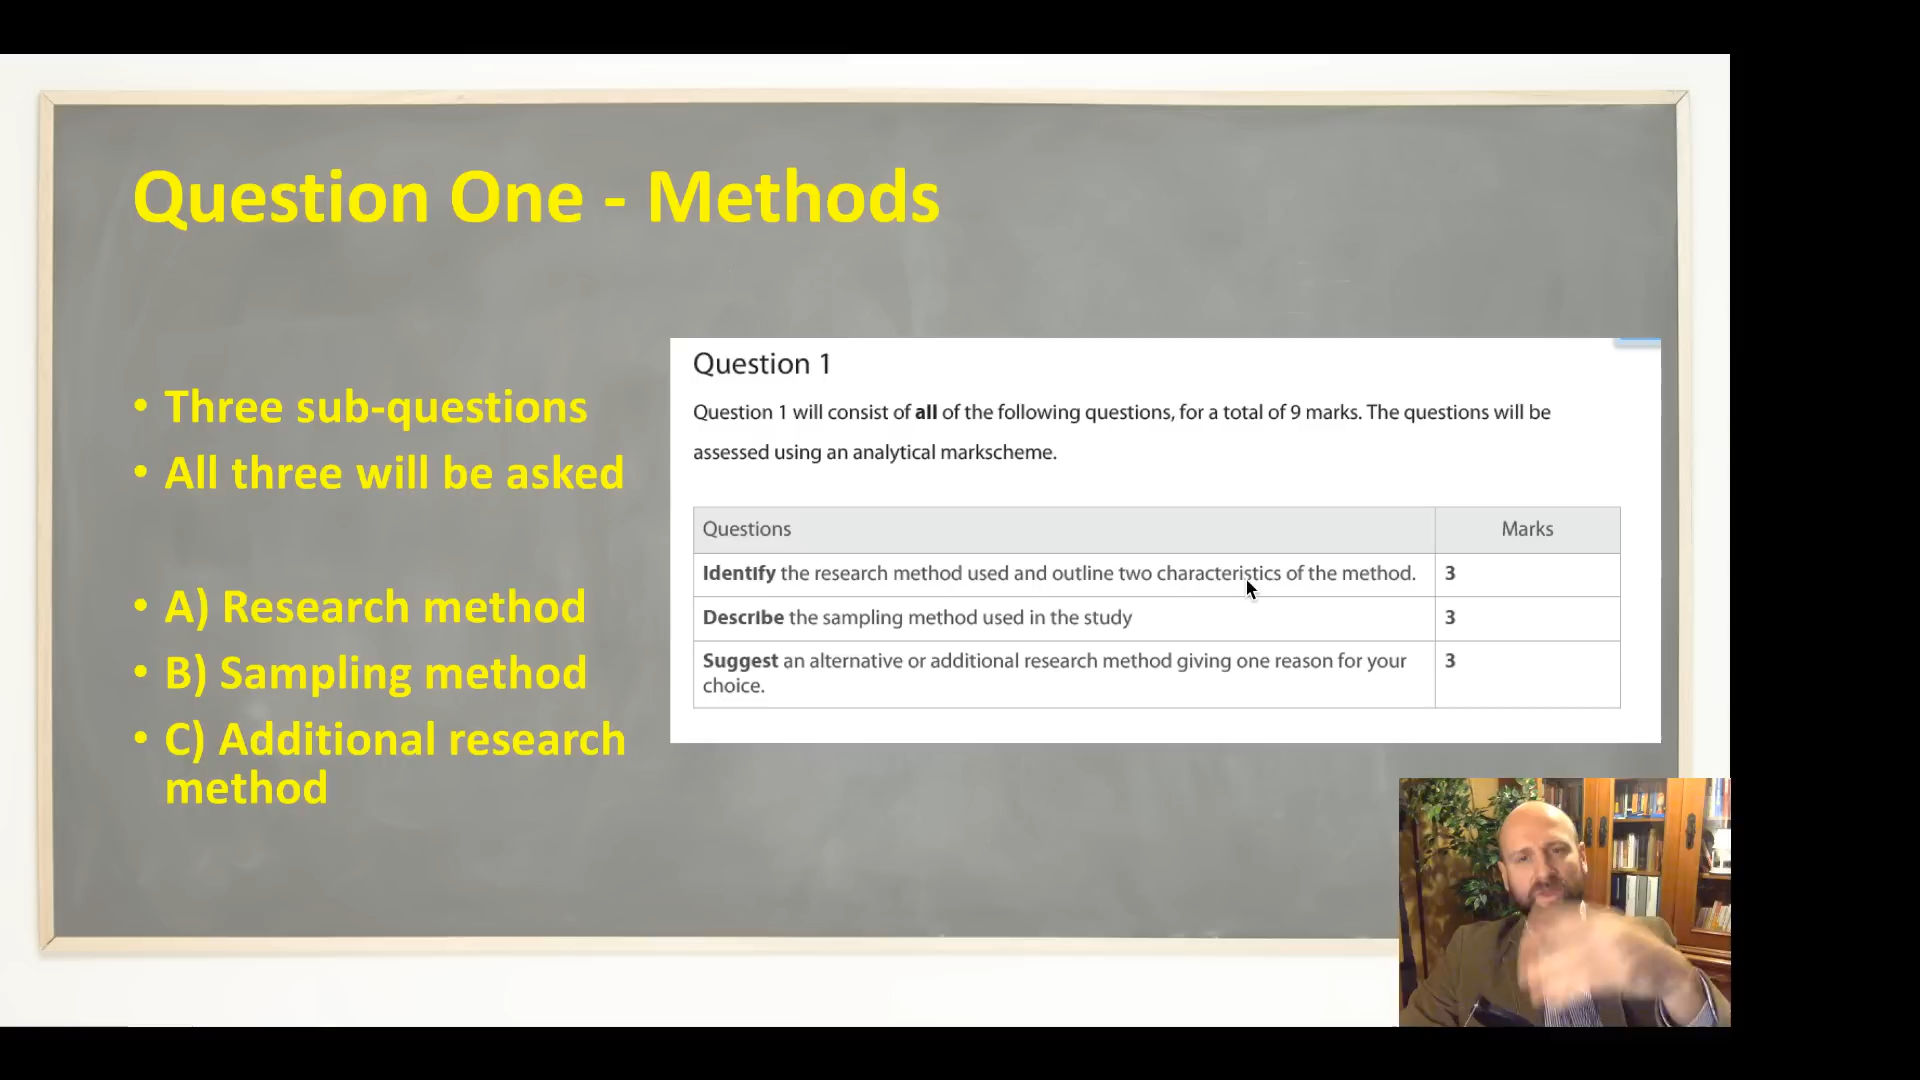 Question One - Methods
• Three sub-questions
• All three will be asked
• A) Research method
• B) Sampling method
• C) Additional research
method
Question 1
Question 1 will consist of all of the following questions, for a total of 9 marks. The questions will be
assessed using an analytical markscheme.
Questions Marks
Identify the research method used and outline two characteristics of the method. 3
Describe the sampling method used in the study 3
Suggest an alternative or additional research method giving one reason for your 3
choice.